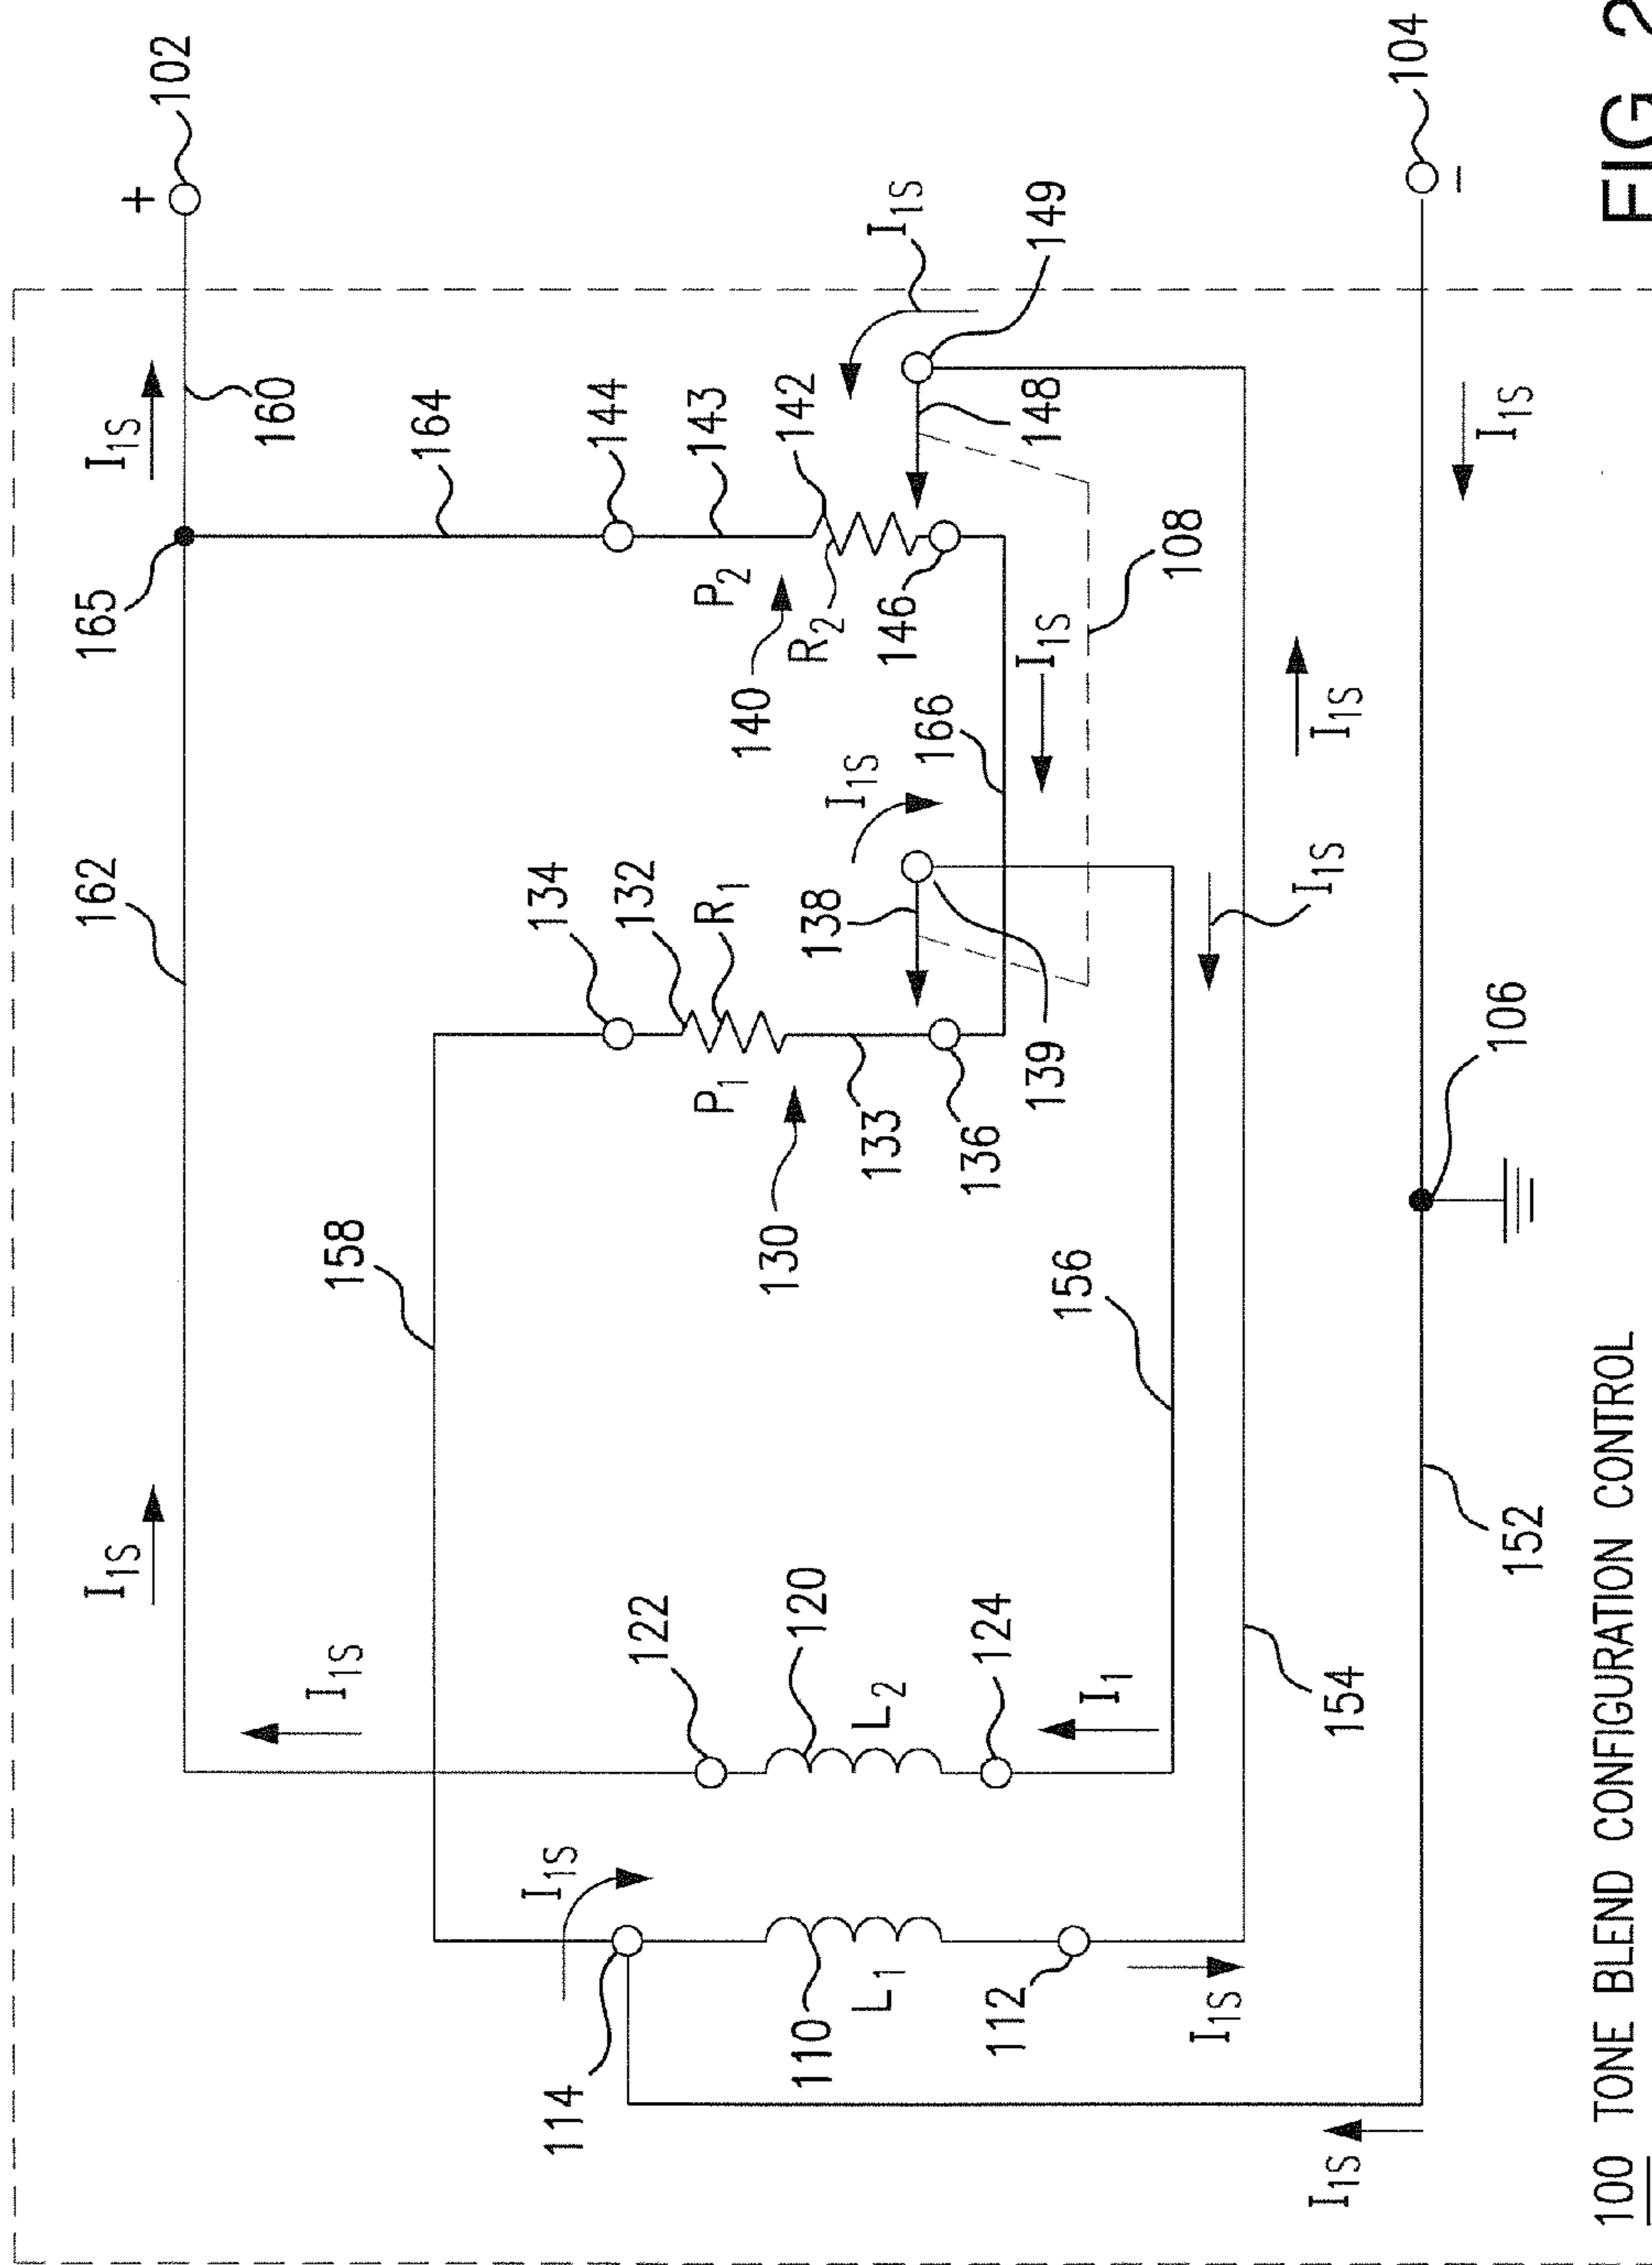 102
+
I1S
160
165
164
162
I1S
I1S
158
144
143
142
P2
R2
140
146
I1S
149
148
108
I1S
166
I1S
138
139
134
132
R1
P1
130
133
136
I1S
I1S
156
122
120
L2
124
I1
154
I1S
114
110
L1
112
I1S
I1S
152
106
I1S
104
−
100 TONE BLEND CONFIGURATION CONTROL
FIG 2